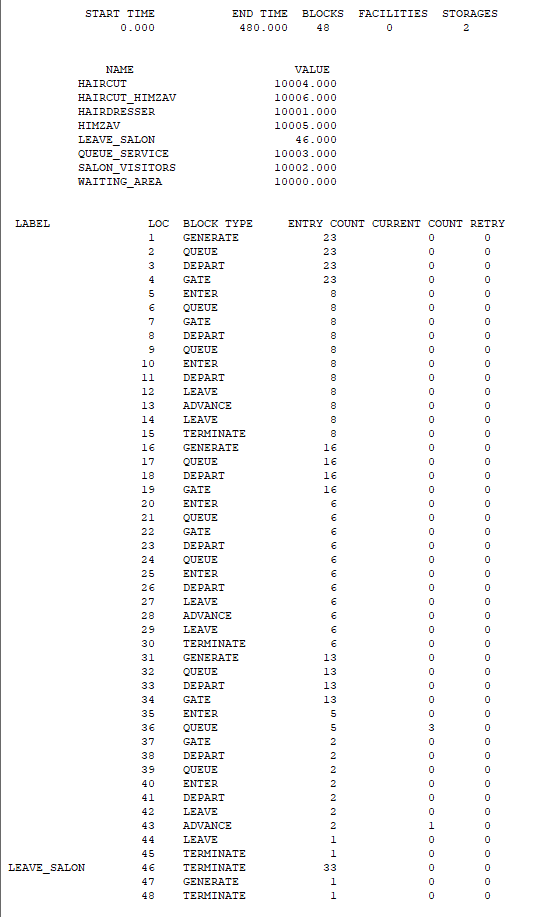 START TIME END TIME BLOCKS FACILITIES STORAGES
0.000 480.000 48 0 2
NAME VALUE
HAIRCUT 10004.000
HAIRCUT_HIMZAV 10006.000
HAIRDRESSER 10001.000
HIMZAV 10005.000
LEAVE_SALON 46.000
QUEUE_SERVICE 10003.000
SALON_VISITORS 10002.000
WAITING_AREA 10000.000
LABEL LOC BLOCK TYPE ENTRY COUNT CURRENT COUNT RETRY
1 GENERATE 23 0 0
2 QUEUE 23 0 0
3 DEPART 23 0 0
4 GATE 23 0 0
5 ENTER 8 0 0
6 QUEUE 8 0 0
7 GATE 8 0 0
8 DEPART 8 0 0
9 QUEUE 8 0 0
10 ENTER 8 0 0
11 DEPART 8 0 0
12 LEAVE 8 0 0
13 ADVANCE 8 0 0
14 LEAVE 8 0 0
15 TERMINATE 8 0 0
16 GENERATE 16 0 0
17 QUEUE 16 0 0
18 DEPART 16 0 0
19 GATE 16 0 0
20 ENTER 6 0 0
21 QUEUE 6 0 0
22 GATE 6 0 0
23 DEPART 6 0 0
24 QUEUE 6 0 0
25 ENTER 6 0 0
26 DEPART 6 0 0
27 LEAVE 6 0 0
28 ADVANCE 6 0 0
29 LEAVE 6 0 0
30 TERMINATE 6 0 0
31 GENERATE 13 0 0
32 QUEUE 13 0 0
33 DEPART 13 0 0
34 GATE 13 0 0
35 ENTER 5 0 0
36 QUEUE 5 3 0
37 GATE 2 0 0
38 DEPART 2 0 0
39 QUEUE 2 0 0
40 ENTER 2 0 0
41 DEPART 2 0 0
42 LEAVE 2 0 0
43 ADVANCE 2 1 0
44 LEAVE 1 0 0
45 TERMINATE 1 0 0
LEAVE_SALON 46 TERMINATE 33 0 0
47 GENERATE 1 0 0
48 TERMINATE 1 0 0